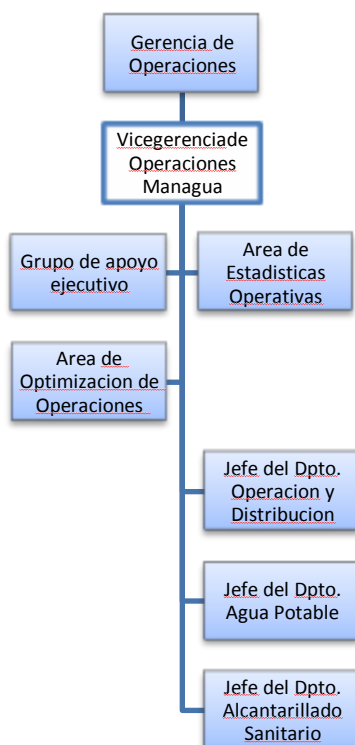 Gerencia de
Operaciones
Vicegerenciade
Operaciones
Managua
Grupo de apoyo
ejecutivo
Area de
Estadisticas
Operativas
Area de
Optimizacion de
Operaciones
Jefe del Dpto.
Operacion y
Distribucion
Jefe del Dpto.
Agua Potable
Jefe del Dpto.
Alcantarillado
Sanitario